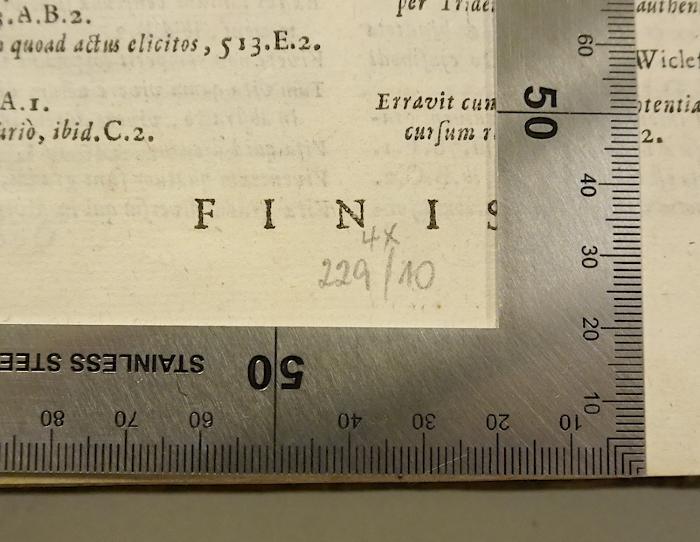 .A.B.2.
quoad actus elicitos, 513.E.2.
A.1.
ariò, ibid.C.2.
per Tride
authen
Wiclef
Erravit cum
otentia
cursum r
2.
F I N I S
4x
229/10
60
50
40
30
20
10
STAINLESS STEE
50
80 70 60 40 30 20 10